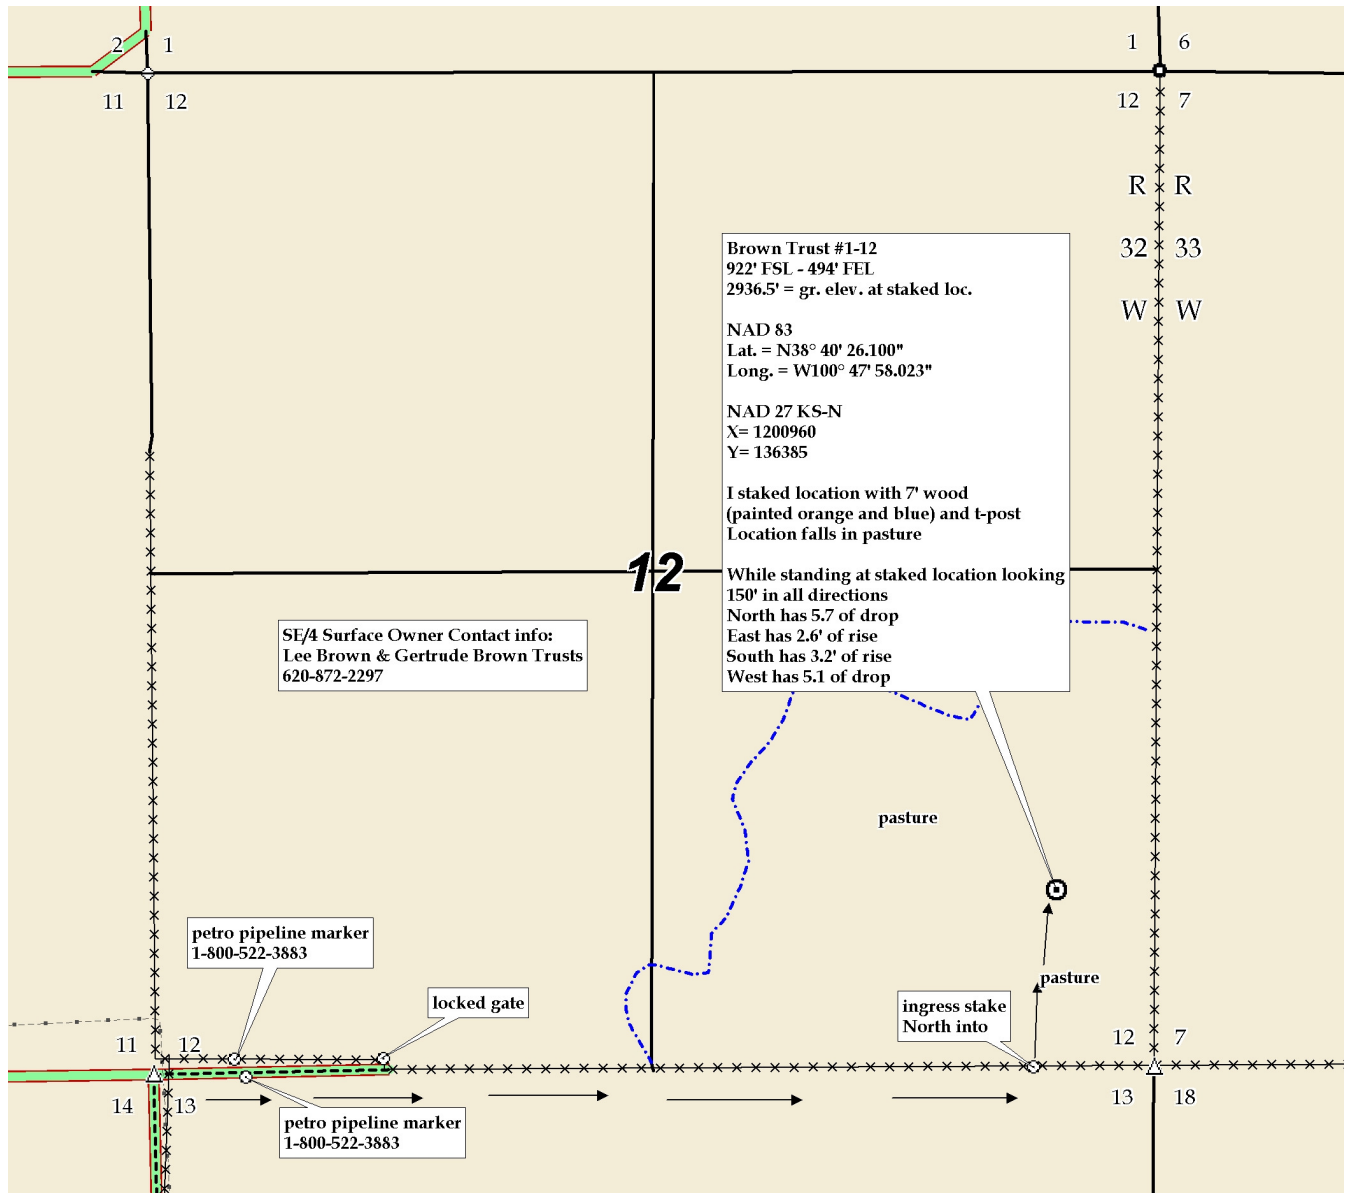 2 1
1 6
11 12
12 7
R R
32 33
W W
Brown Trust #1-12
922' FSL - 494' FEL
2936.5' = gr. elev. at staked loc.
NAD 83
Lat. = N38° 40' 26.100"
Long. = W100° 47' 58.023"
NAD 27 KS-N
X= 1200960
Y= 136385
I staked location with 7' wood
(painted orange and blue) and t-post
Location falls in pasture
While standing at staked location looking
150' in all directions
North has 5.7 of drop
East has 2.6' of rise
South has 3.2' of rise
West has 5.1 of drop
12
SE/4 Surface Owner Contact info:
Lee Brown & Gertrude Brown Trusts
620-872-2297
pasture
petro pipeline marker
1-800-522-3883
locked gate
pasture
ingress stake
North into
11 12
12 7
14 13
13 18
petro pipeline marker
1-800-522-3883